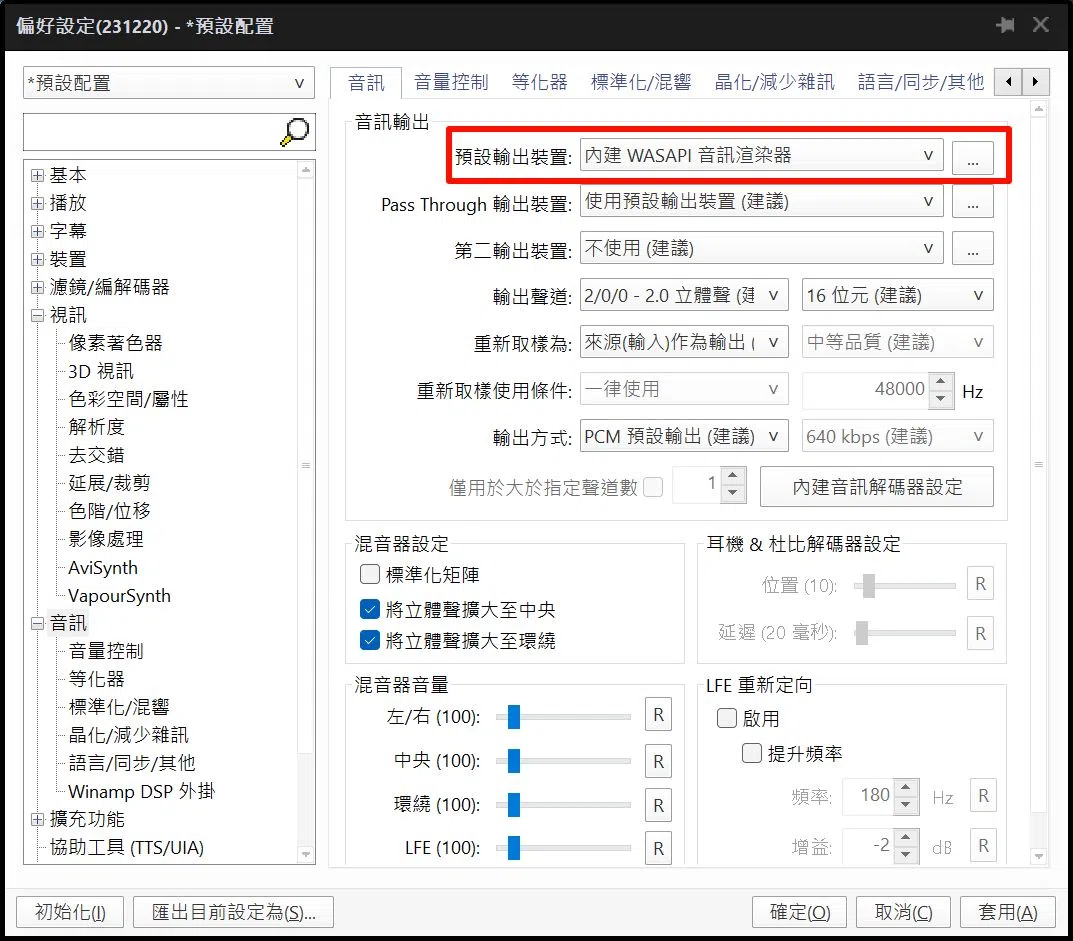 偏好設定(231220) - *預設配置
*預設配置
基本
播放
字幕
裝置
濾鏡/編解碼器
視訊
像素著色器
3D 視訊
色彩空間/屬性
解析度
去交錯
延展/裁剪
色階/位移
影像處理
AviSynth
VapourSynth
音訊
音量控制
等化器
標準化/混響
晶化/減少雜訊
語言/同步/其他
Winamp DSP 外掛
擴充功能
協助工具 (TTS/UIA)
音訊 音量控制 等化器 標準化/混響 晶化/減少雜訊 語言/同步/其他
音訊輸出
預設輸出裝置: 內建 WASAPI 音訊渲染器 ...
Pass Through 輸出裝置: 使用預設輸出裝置 (建議) ...
第二輸出裝置: 不使用 (建議) ...
輸出聲道: 2/0/0 - 2.0 立體聲 (建 16 位元 (建議)
重新取樣為: 來源(輸入)作為輸出 ( 中等品質 (建議)
重新取樣使用條件: 一律使用 48000 Hz
輸出方式: PCM 預設輸出 (建議) 640 kbps (建議)
僅用於大於指定聲道數 1 內建音訊解碼器設定
混音器設定
標準化矩陣
將立體聲擴大至中央
將立體聲擴大至環繞
耳機 & 杜比解碼器設定
位置 (10): R
延遲 (20 毫秒): R
混音器音量
左/右 (100): R
中央 (100): R
環繞 (100): R
LFE (100): R
LFE 重新定向
啟用
提升頻率
頻率: 180 Hz R
增益: -2 dB R
初始化(I) 匯出目前設定為(S)... 確定(O) 取消(C) 套用(A)